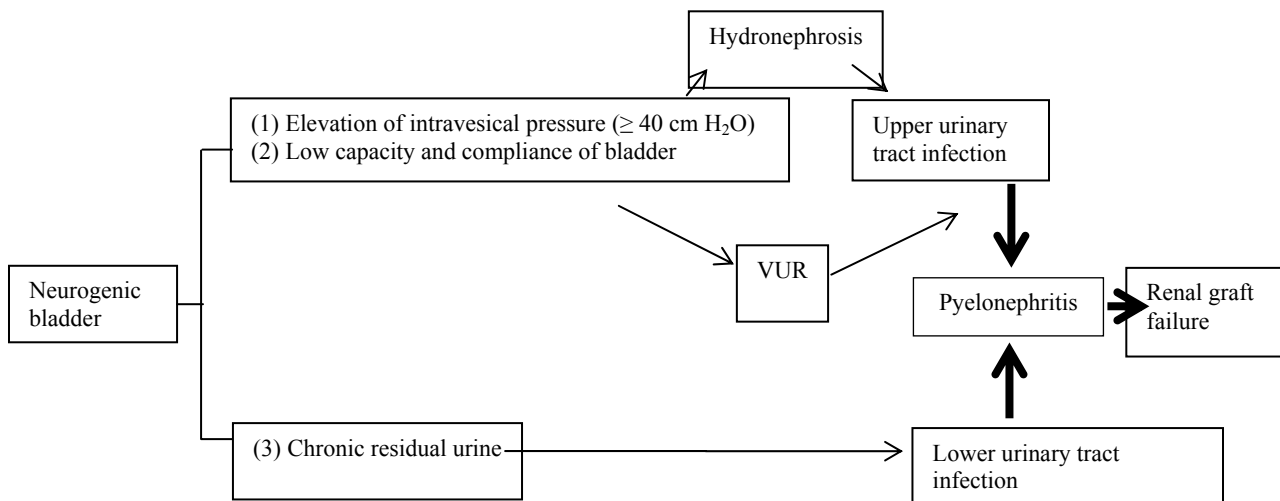 Hydronephrosis
(1) Elevation of intravesical pressure (≥ 40 cm H₂O)
(2) Low capacity and compliance of bladder
Upper urinary
tract infection
VUR
Neurogenic
bladder
Pyelonephritis
Renal graft
failure
(3) Chronic residual urine
Lower urinary tract
infection